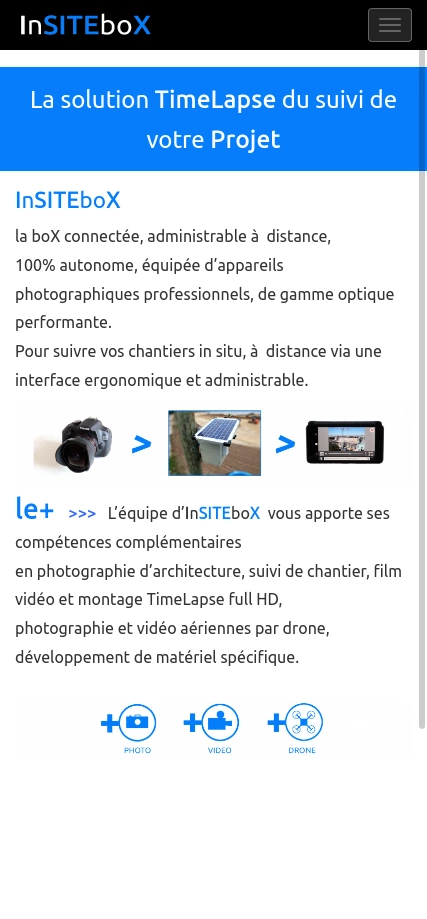 InSITEboX
La solution TimeLapse du suivi de
votre Projet
InSITEboX
la boX connectée, administrable à  distance,
100% autonome, équipée d’appareils
photographiques professionnels, de gamme optique
performante.
Pour suivre vos chantiers in situ, à  distance via une
interface ergonomique et administrable.
> >
le+ >>> L’équipe d’InSITEboX  vous apporte ses
compétences complémentaires
en photographie d’architecture, suivi de chantier, film
vidéo et montage TimeLapse full HD,
photographie et vidéo aériennes par drone,
développement de matériel spécifique.
+ + +
PHOTO VIDEO DRONE